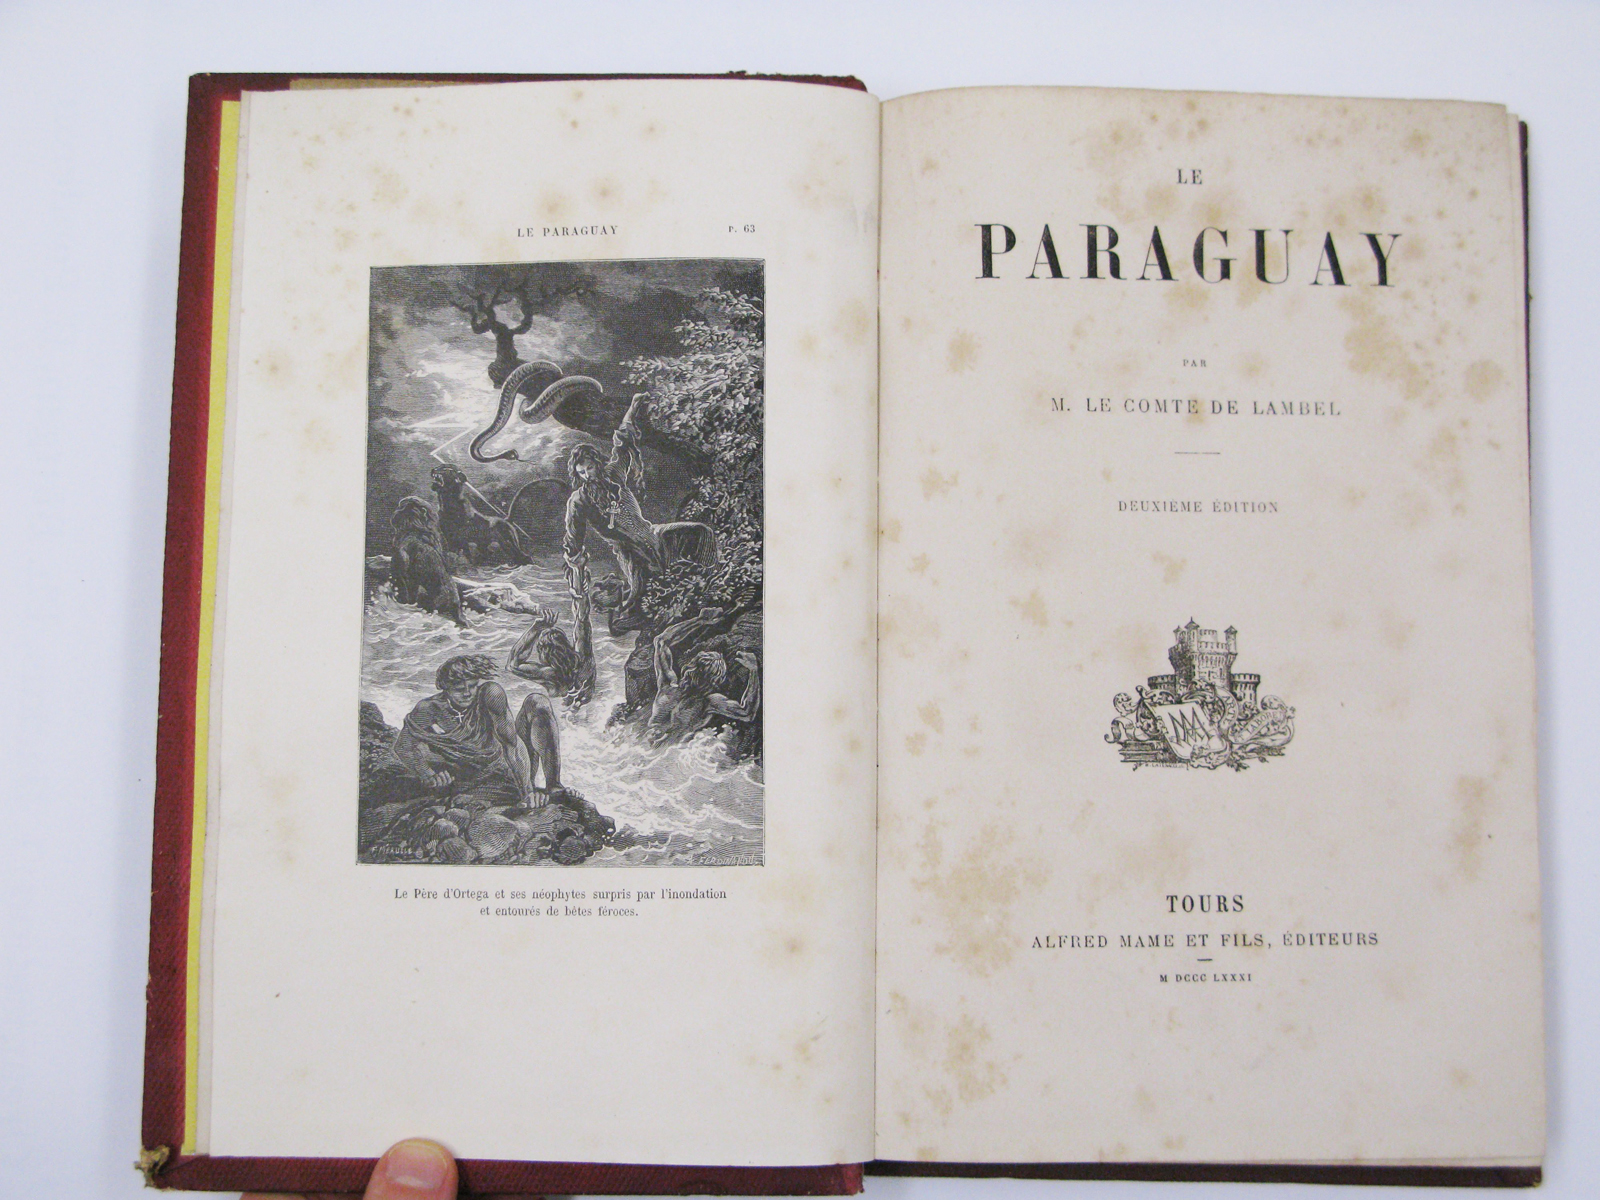 LE PARAGUAY P. 63
F. MÉAULLE
Le Père d'Ortega et ses néophytes surpris par l'inondation
et entourés de bêtes féroces.
LE
PARAGUAY
PAR
M. LE COMTE DE LAMBEL
DEUXIÈME ÉDITION
TOURS
ALFRED MAME ET FILS, ÉDITEURS
M DCCC LXXXI